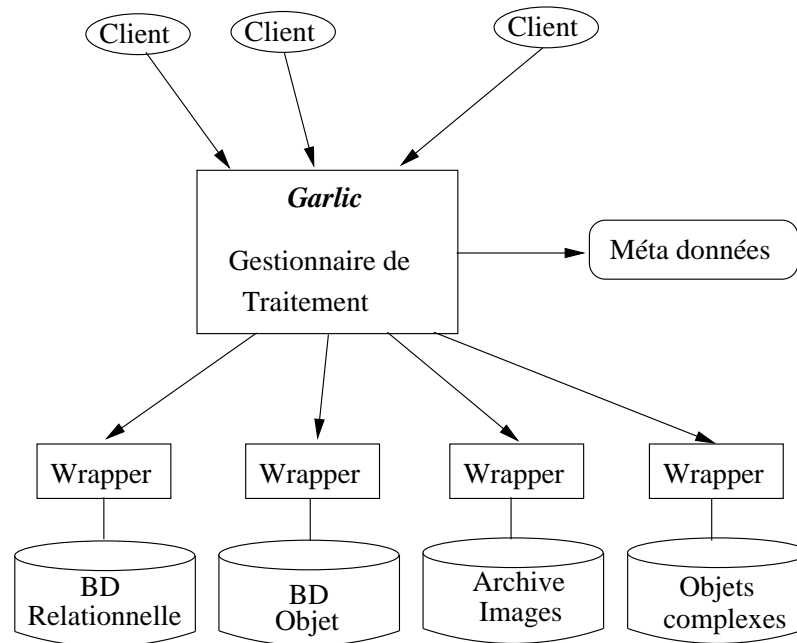 Client
Client
Client
Garlic
Gestionnaire de
Traitement
Méta données
Wrapper
Wrapper
Wrapper
Wrapper
BD
Relationnelle
BD
Objet
Archive
Images
Objets
complexes